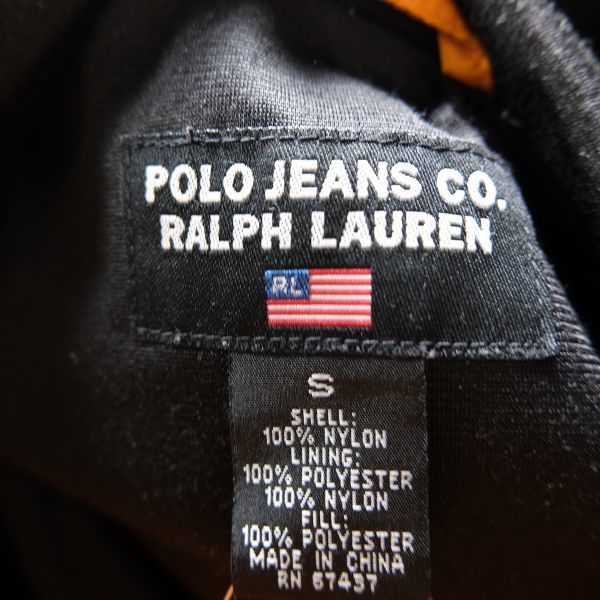 POLO JEANS CO.
RALPH LAUREN
RL
S
SHELL:
100% NYLON
LINING:
100% POLYESTER
100% NYLON
FILL:
100% POLYESTER
MADE IN CHINA
RN 67437